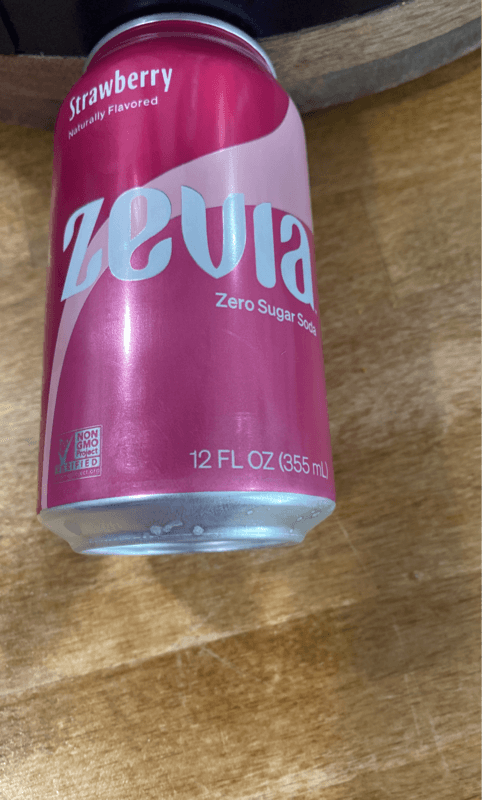 Strawberry
Naturally Flavored
zevia
Zero Sugar Soda
NON
GMO
Project
VERIFIED
12 FL OZ (355 mL)